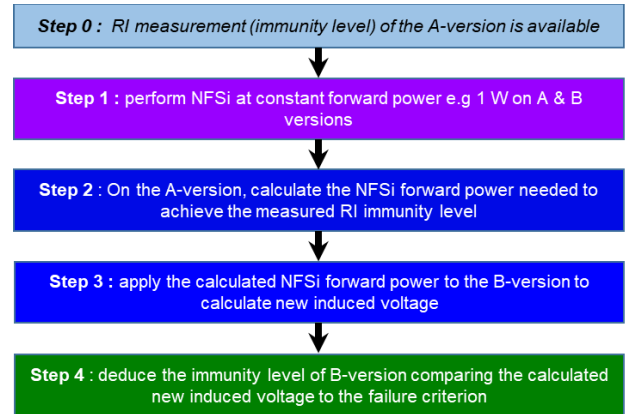 Step 0 : RI measurement (immunity level) of the A-version is available
Step 1 : perform NFSi at constant forward power e.g 1 W on A & B
versions
Step 2 : On the A-version, calculate the NFSi forward power needed to
achieve the measured RI immunity level
Step 3 : apply the calculated NFSi forward power to the B-version to
calculate new induced voltage
Step 4 : deduce the immunity level of B-version comparing the calculated
new induced voltage to the failure criterion